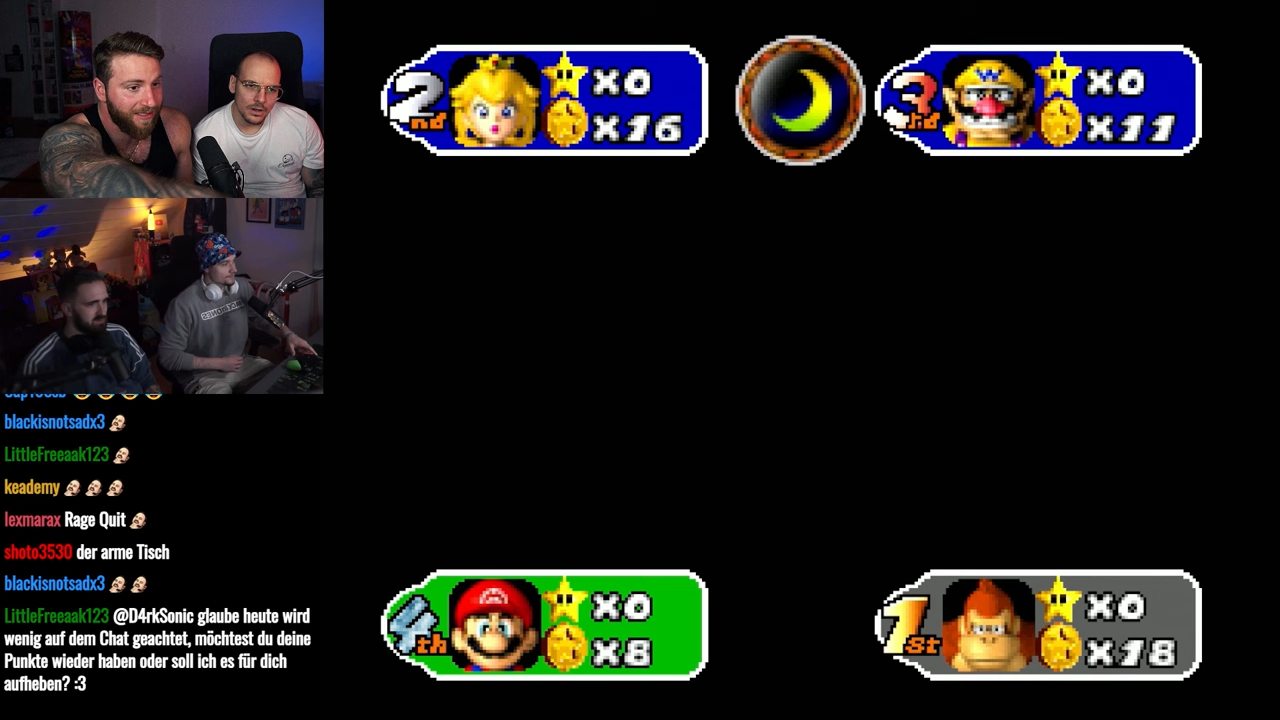 2nd x0
x16
3rd x0
x11
blackisnotsadx3
LittleFreeaak123
keademy
lexmarax Rage Quit
shoto3530 der arme Tisch
blackisnotsadx3
LittleFreeaak123 @D4rkSonic glaube heute wird
wenig auf dem Chat geachtet, möchtest du deine
Punkte wieder haben oder soll ich es für dich
aufheben? :3
4th x0
x8
1st x0
x18